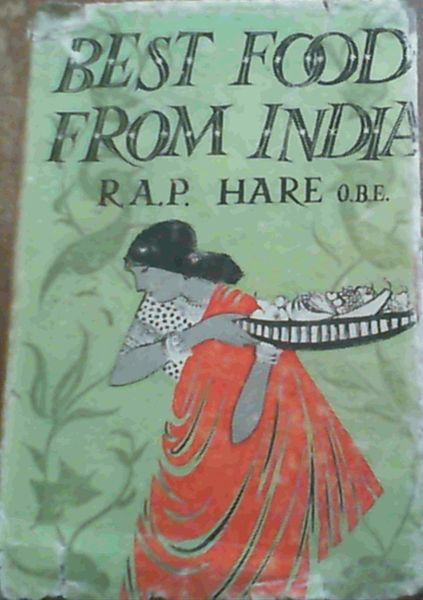 BEST FOOD
FROM INDIA
R.A.P. HARE O.B.E.